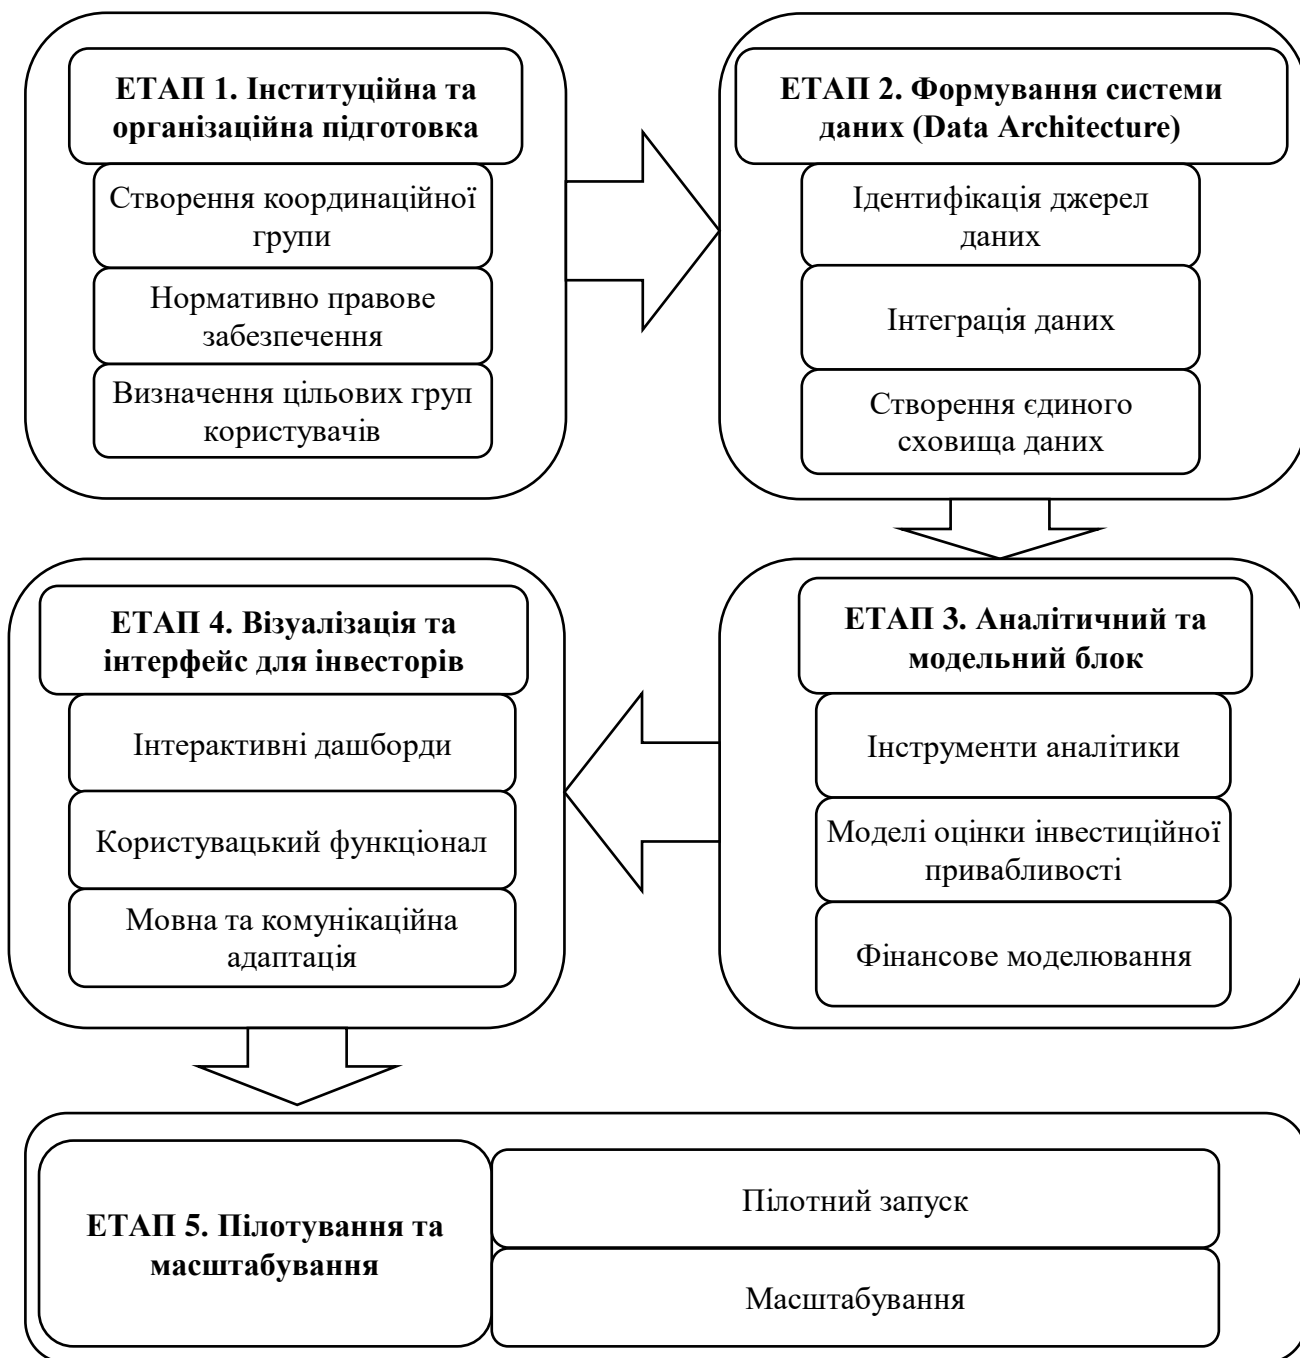 ЕТАП 1. Інституційна та
організаційна підготовка
Створення координаційної
групи
Нормативно правове
забезпечення
Визначення цільових груп
користувачів
ЕТАП 2. Формування системи
даних (Data Architecture)
Ідентифікація джерел
даних
Інтеграція даних
Створення єдиного
сховища даних
ЕТАП 3. Аналітичний та
модельний блок
Інструменти аналітики
Моделі оцінки інвестиційної
привабливості
Фінансове моделювання
ЕТАП 4. Візуалізація та
інтерфейс для інвесторів
Інтерактивні дашборди
Користувацький функціонал
Мовна та комунікаційна
адаптація
ЕТАП 5. Пілотування та
масштабування
Пілотний запуск
Масштабування